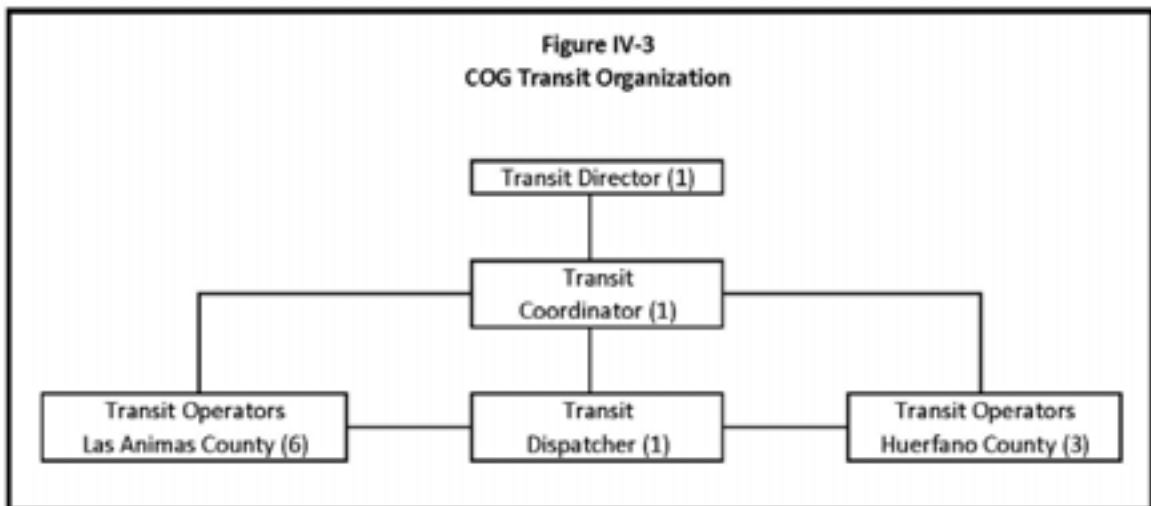 Figure IV-3
COG Transit Organization
Transit Director (1)
Transit
Coordinator (1)
Transit Operators
Las Animas County (6)
Transit
Dispatcher (1)
Transit Operators
Huerfano County (3)